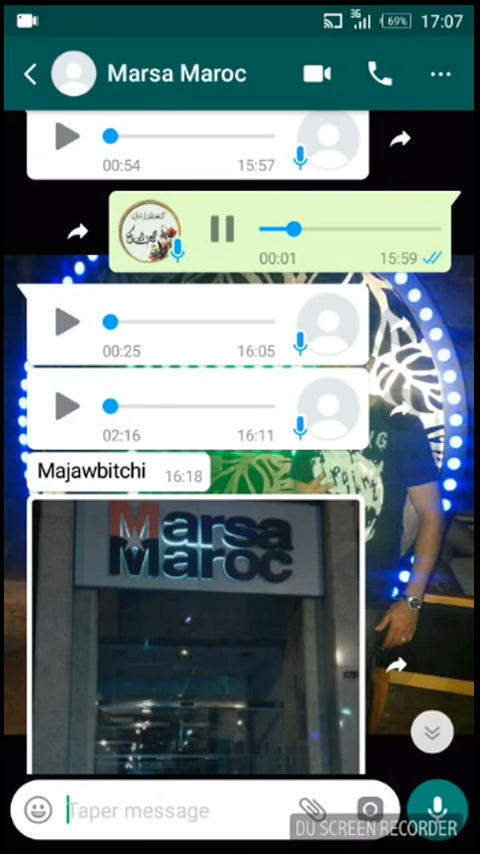 3G
69% 17:07
Marsa Maroc
00:54 15:57
00:01 15:59
00:25 16:05
02:16 16:11
Majawbitchi 16:18
Marsa
Maroc
Taper message
DU SCREEN RECORDER